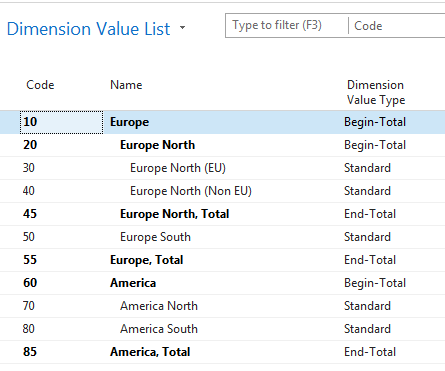 Dimension Value List
Type to filter (F3) Code
Code Name Dimension
Value Type
10 Europe Begin-Total
20 Europe North Begin-Total
30 Europe North (EU) Standard
40 Europe North (Non EU) Standard
45 Europe North, Total End-Total
50 Europe South Standard
55 Europe, Total End-Total
60 America Begin-Total
70 America North Standard
80 America South Standard
85 America, Total End-Total